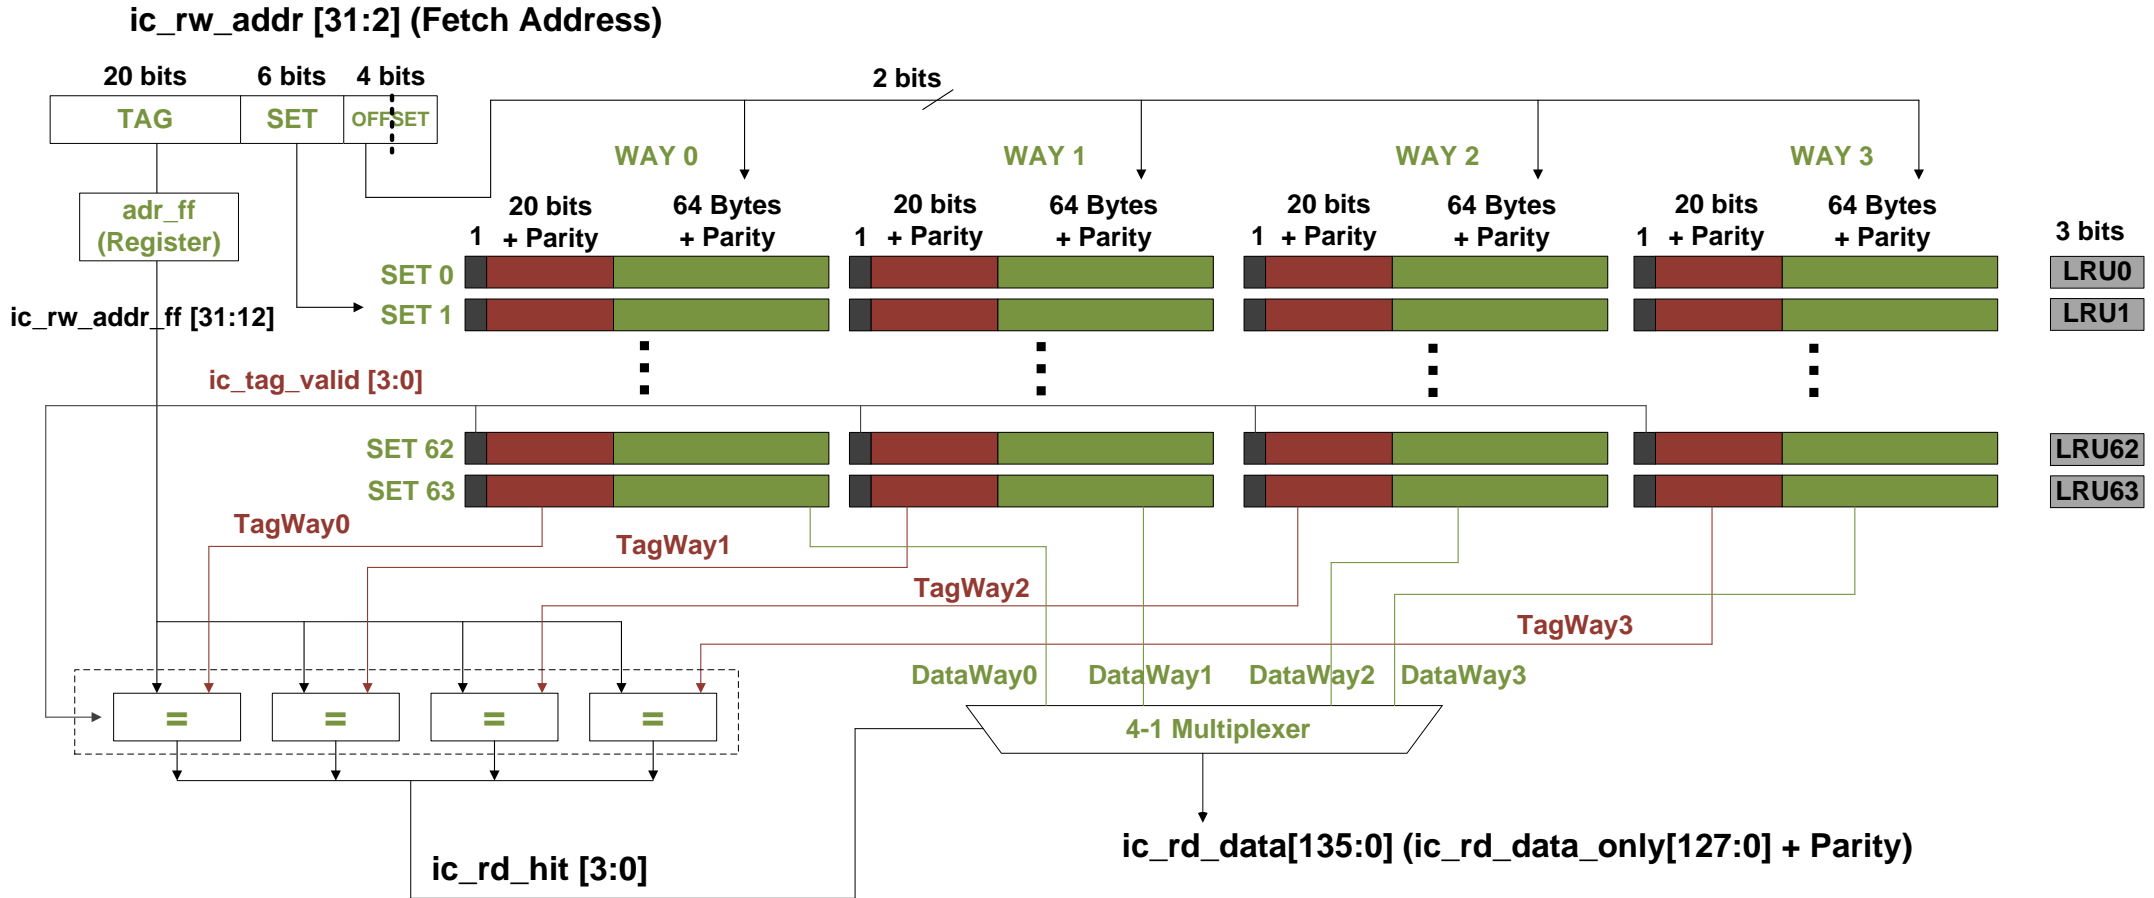 ic_rw_addr [31:2] (Fetch Address)
20 bits 6 bits 4 bits 2 bits
TAG SET OFFSET
WAY 0 WAY 1 WAY 2 WAY 3
adr_ff
(Register)
20 bits 64 Bytes 20 bits 64 Bytes 20 bits 64 Bytes 20 bits 64 Bytes
1 + Parity + Parity 1 + Parity + Parity 1 + Parity + Parity 1 + Parity + Parity 3 bits
SET 0 LRU0
ic_rw_addr_ff [31:12] SET 1 LRU1
ic_tag_valid [3:0]
SET 62 LRU62
SET 63 LRU63
TagWay0
TagWay1
TagWay2
TagWay3
DataWay0 DataWay1 DataWay2 DataWay3
= = = = 4-1 Multiplexer
ic_rd_data[135:0] (ic_rd_data_only[127:0] + Parity)
ic_rd_hit [3:0]